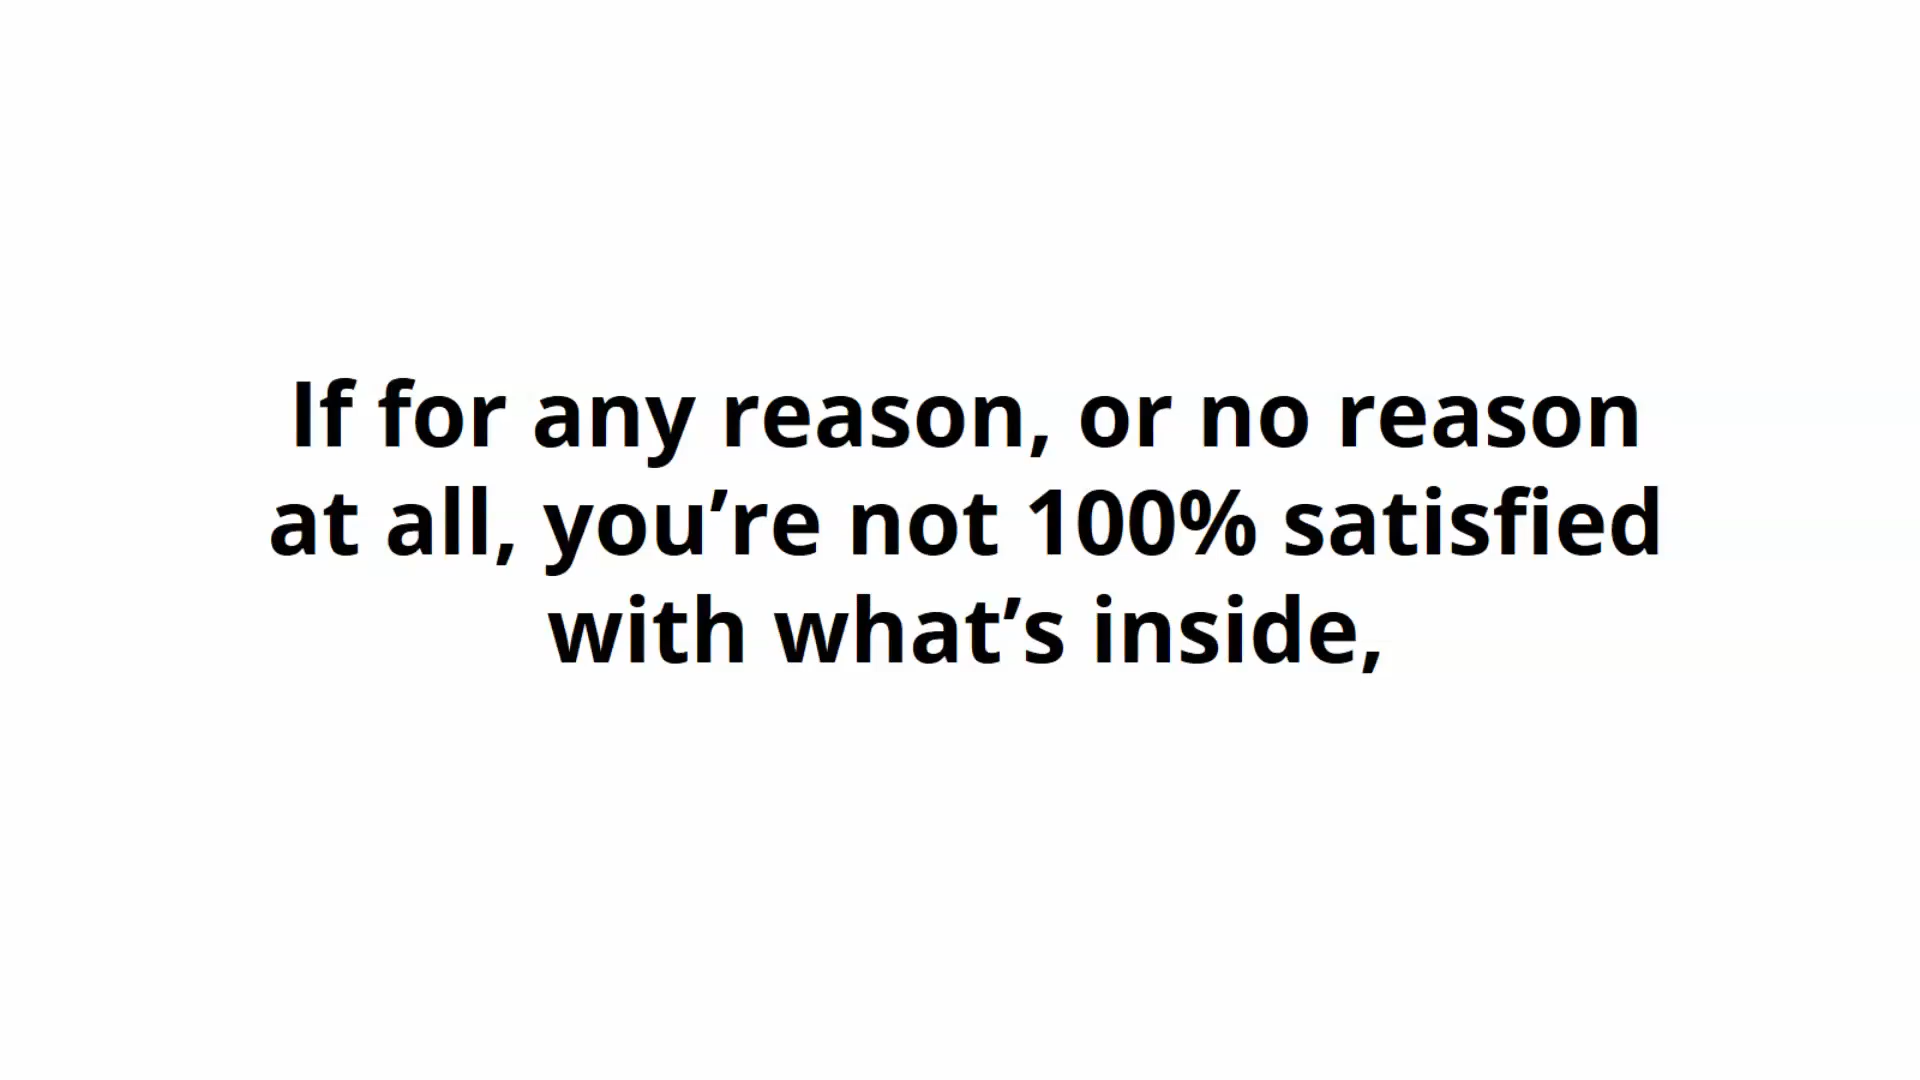 If for any reason, or no reason
at all, you’re not 100% satisfied
with what’s inside,